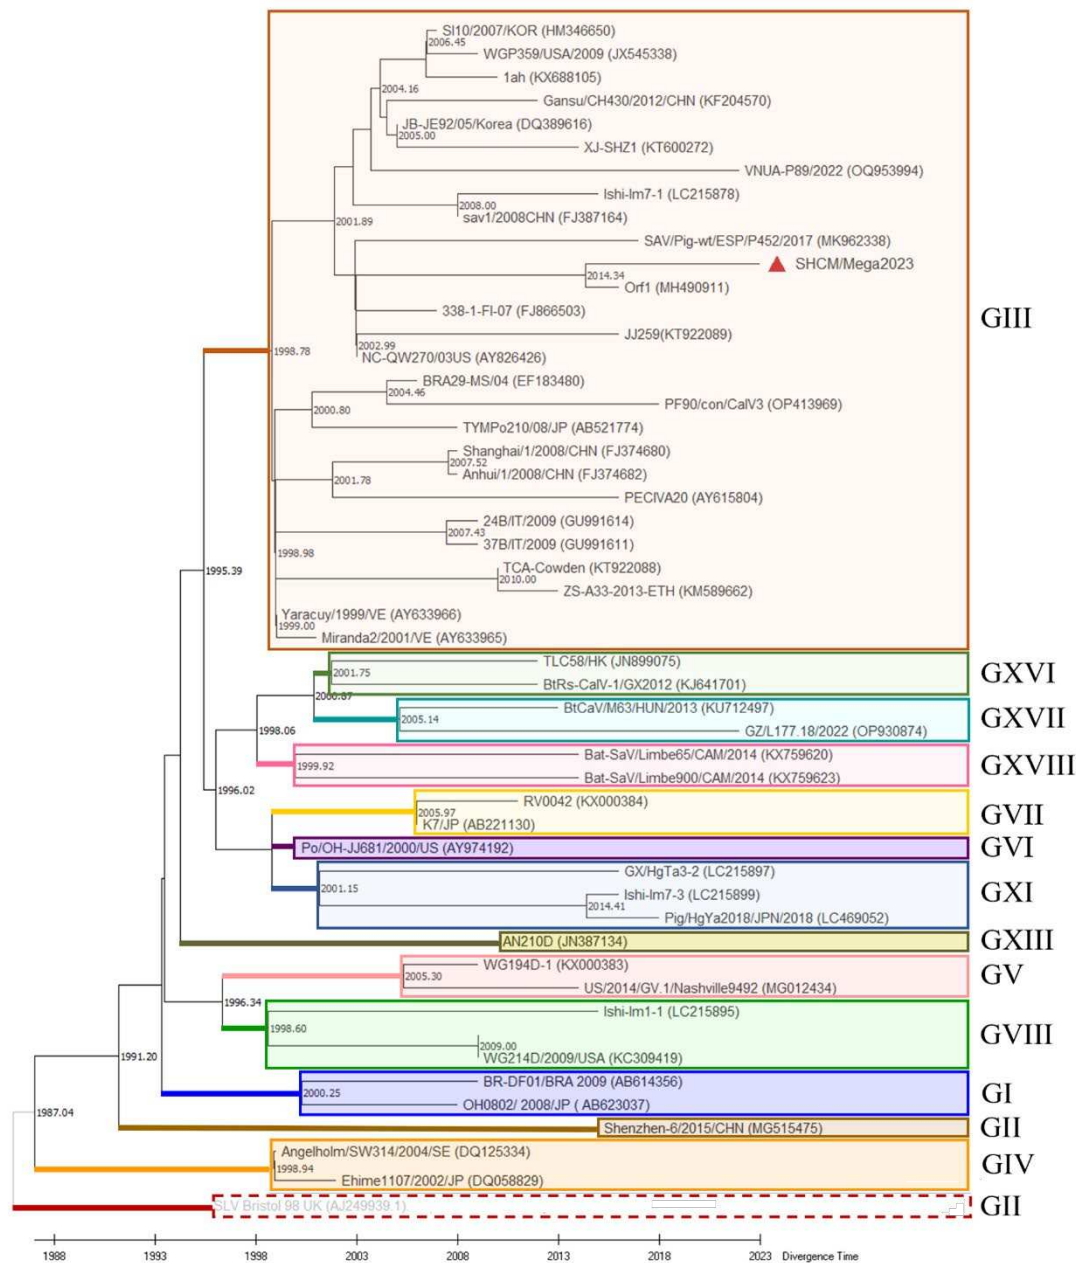 SI10/2007/KOR (HM346650)
2006.45
WGP359/USA/2009 (JX545338)
1ah (KX688105)
2004.16
Gansu/CH430/2012/CHN (KF204570)
JB-JE92/05/Korea (DQ389616)
2005.00
XJ-SHZ1 (KT600272)
VNUA-P89/2022 (OQ953994)
Ishi-Im7-1 (LC215878)
2008.00
sav1/2008CHN (FJ387164)
2001.89
SAV/Pig-wt/ESP/P452/2017 (MK962338)
SHCM/Mega2023
2014.34
Orf1 (MH490911)
338-1-FI-07 (FJ866503)
GIII
JJ259(KT922089)
2002.99
NC-QW270/03US (AY826426)
1998.78
BRA29-MS/04 (EF183480)
2004.46
PF90/con/CalV3 (OP413969)
2000.80
TYMPo210/08/JP (AB521774)
Shanghai/1/2008/CHN (FJ374680)
2007.52
Anhui/1/2008/CHN (FJ374682)
2001.78
PECIVA20 (AY615804)
24B/IT/2009 (GU991614)
2007.43
37B/IT/2009 (GU991611)
1998.98
TCA-Cowden (KT922088)
1995.39
2010.00
ZS-A33-2013-ETH (KM589662)
Yaracuy/1999/VE (AY633966)
1999.00
Miranda2/2001/VE (AY633965)
TLC58/HK (JN899075)
2001.75
GXVI
BtRs-CalV-1/GX2012 (KJ641701)
2000.87
BtCaV/M63/HUN/2013 (KU712497)
2005.14
GXVII
1998.06
GZ/L177.18/2022 (OP930874)
Bat-SaV/Limbe65/CAM/2014 (KX759620)
1999.92
GXVIII
Bat-SaV/Limbe900/CAM/2014 (KX759623)
1996.02
RV0042 (KX000384)
2005.97
GVII
K7/JP (AB221130)
Po/OH-JJ681/2000/US (AY974192)
GVI
GX/HgTa3-2 (LC215897)
2001.15
GXI
Ishi-Im7-3 (LC215899)
2014.41
Pig/HgYa2018/JPN/2018 (LC469052)
AN210D (JN387134)
GXIII
WG194D-1 (KX000383)
2005.30
GV
US/2014/GV.1/Nashville9492 (MG012434)
1996.34
Ishi-Im1-1 (LC215895)
1998.60
GVIII
2009.00
WG214D/2009/USA (KC309419)
1991.20
BR-DF01/BRA 2009 (AB614356)
2000.25
GI
OH0802/ 2008/JP ( AB623037)
1987.04
Shenzhen-6/2015/CHN (MG515475)
GII
Angelholm/SW314/2004/SE (DQ125334)
1998.94
GIV
Ehime1107/2002/JP (DQ058829)
SLV Bristol 98 UK (AJ249939.1)
GII
1988 1993 1998 2003 2008 2013 2018 2023 Divergence Time